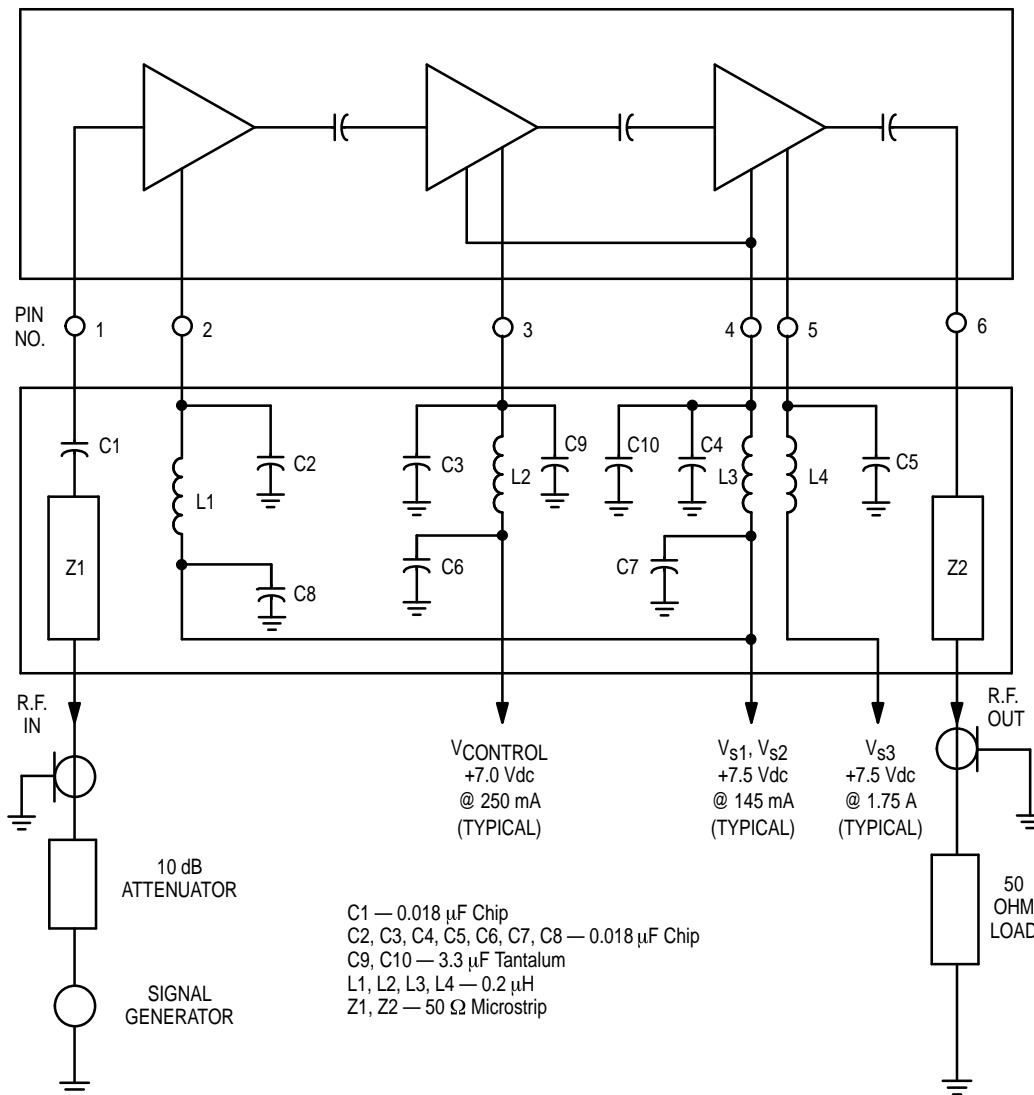 PIN
NO.
1
2
3
4
5
6
C1
C2
C3
C9
C10
C4
C5
L1
L2
L3
L4
Z1
C8
C6
C7
Z2
R.F.
IN
R.F.
OUT
VCONTROL
+7.0 Vdc
@ 250 mA
(TYPICAL)
Vs1, Vs2
+7.5 Vdc
@ 145 mA
(TYPICAL)
Vs3
+7.5 Vdc
@ 1.75 A
(TYPICAL)
10 dB
ATTENUATOR
50
OHM
LOAD
SIGNAL
GENERATOR
C1 — 0.018 μF Chip
C2, C3, C4, C5, C6, C7, C8 — 0.018 μF Chip
C9, C10 — 3.3 μF Tantalum
L1, L2, L3, L4 — 0.2 μH
Z1, Z2 — 50 Ω Microstrip